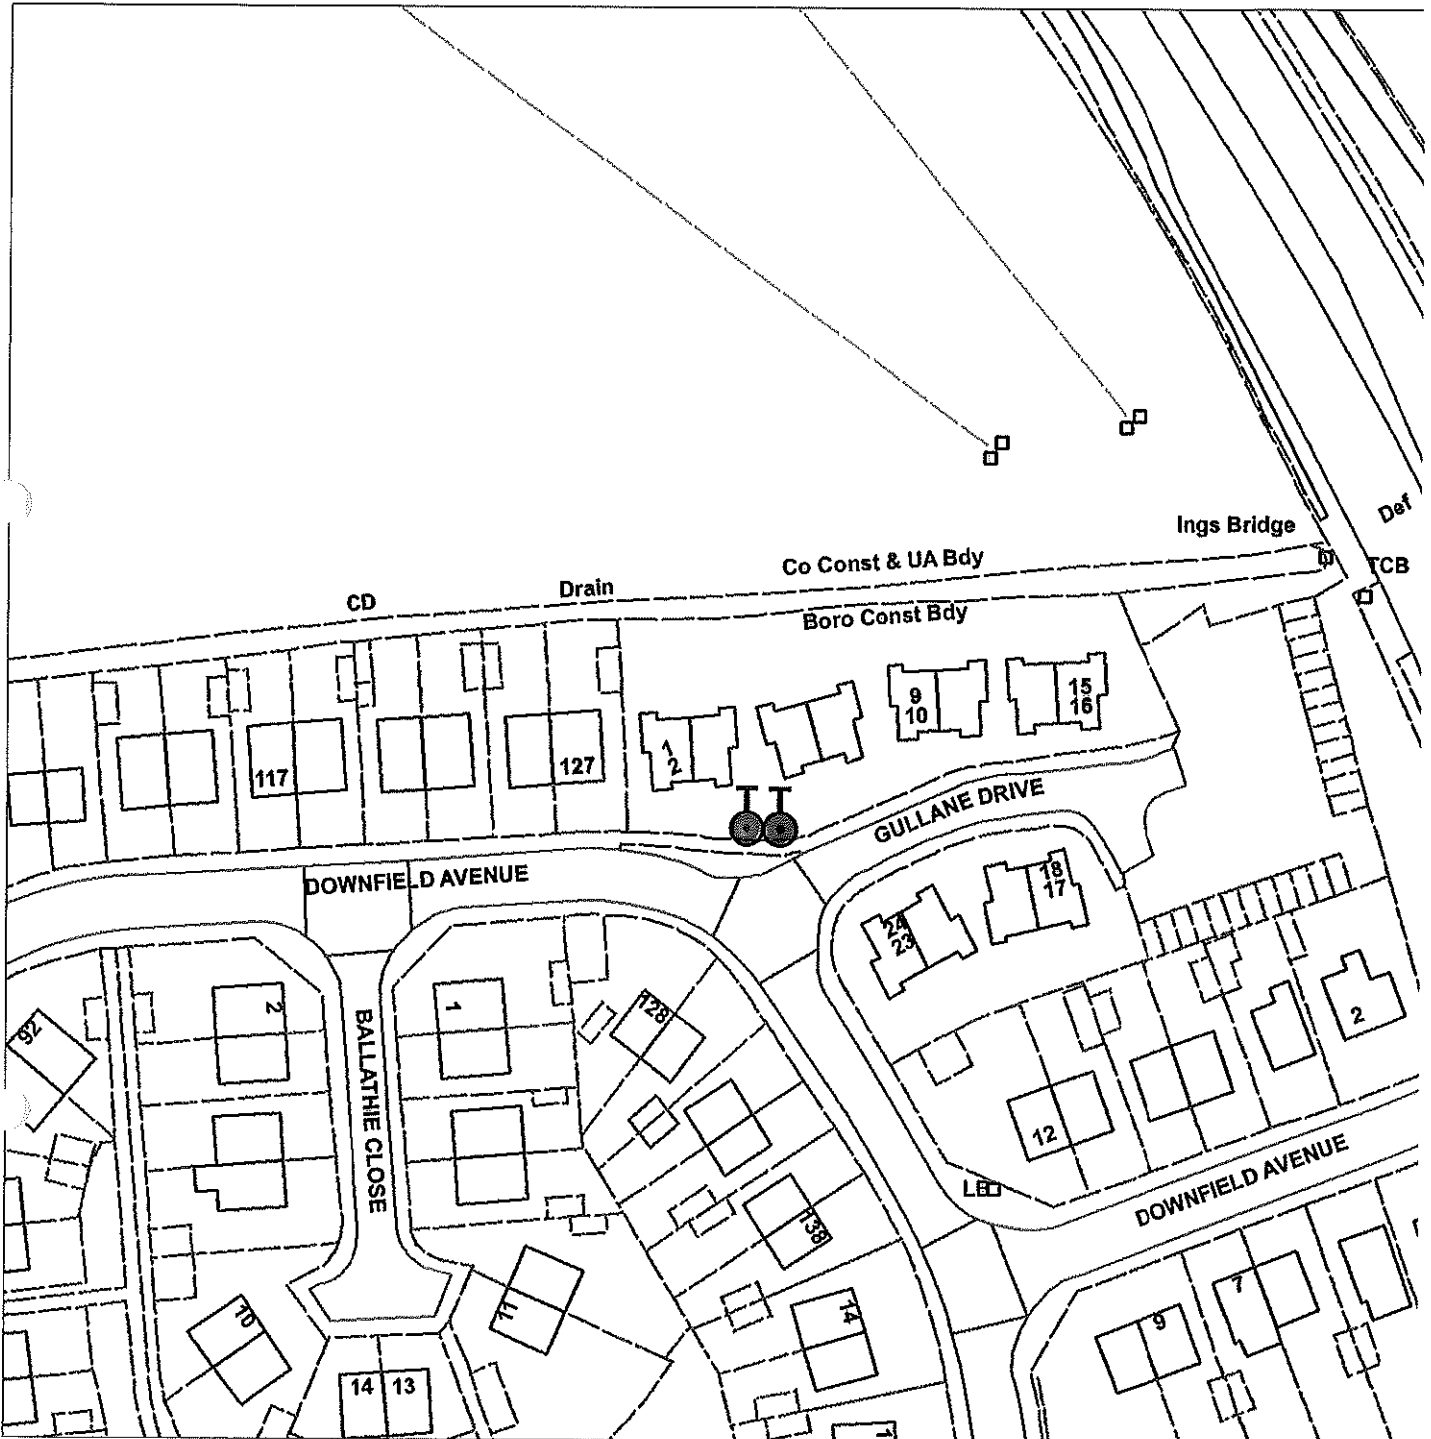 Ings Bridge
Def
Co Const & UA Bdy
TCB
Drain
CD
Boro Const Bdy
9
10
15
16
1
2
117
127
GULLANE DRIVE
DOWNFIELD AVENUE
18
17
24
23
92
2
1
128
2
BALLATHIE CLOSE
12
LB
DOWNFIELD AVENUE
138
10
11
14
9
7
14
13